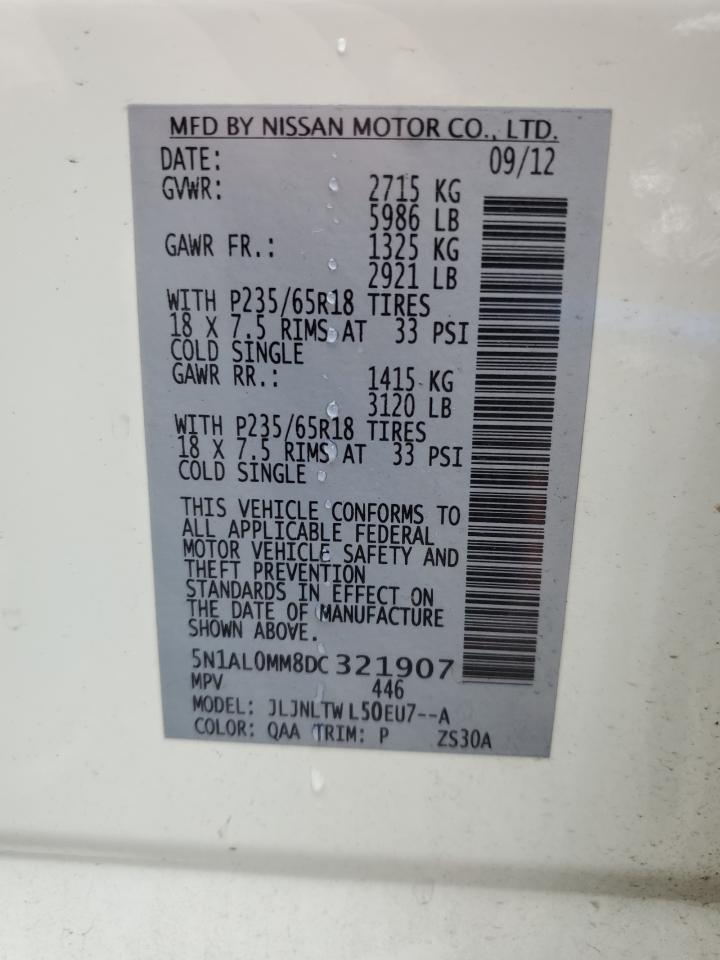 MFD BY NISSAN MOTOR CO., LTD.
DATE: 09/12
GVWR: 2715 KG
5986 LB
GAWR FR.: 1325 KG
2921 LB
WITH P235/65R18 TIRES
18 X 7.5 RIMS AT 33 PSI
COLD SINGLE
GAWR RR.: 1415 KG
3120 LB
WITH P235/65R18 TIRES
18 X 7.5 RIMS AT 33 PSI
COLD SINGLE
THIS VEHICLE CONFORMS TO
ALL APPLICABLE FEDERAL
MOTOR VEHICLE SAFETY AND
THEFT PREVENTION
STANDARDS IN EFFECT ON
THE DATE OF MANUFACTURE
SHOWN ABOVE.
5N1AL0MM8DC 321907
MPV 446
MODEL: JLJNLTW L50EU7--A
COLOR: QAA TRIM: P ZS30A